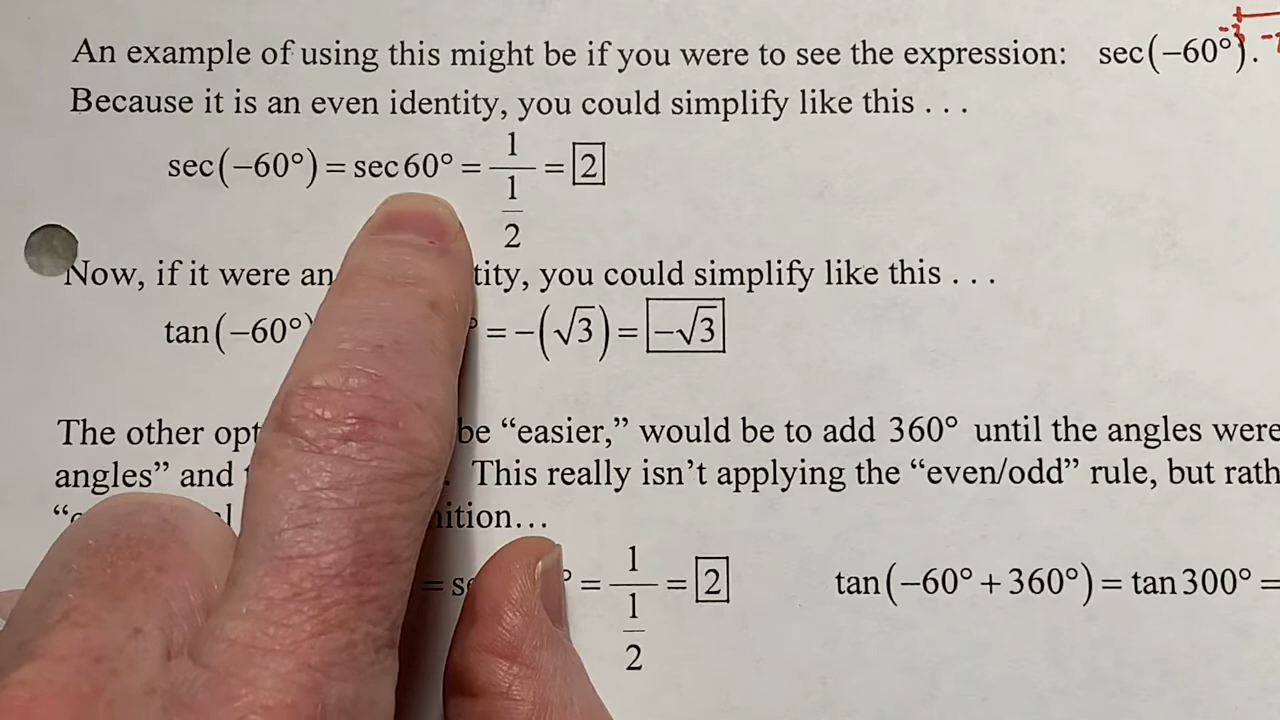 An example of using this might be if you were to see the expression: sec(−60°).
Because it is an even identity, you could simplify like this . . .
sec(−60°) = sec 60° = 1/(1/2) = 2
Now, if it were an tity, you could simplify like this . . .
tan(−60°) ° = −(√3) = −√3
The other opt be “easier,” would be to add 360° until the angles were
angles” and . This really isn’t applying the “even/odd” rule, but rath
nition…
= s ° = 1/(1/2) = 2 tan(−60° + 360°) = tan 300° =